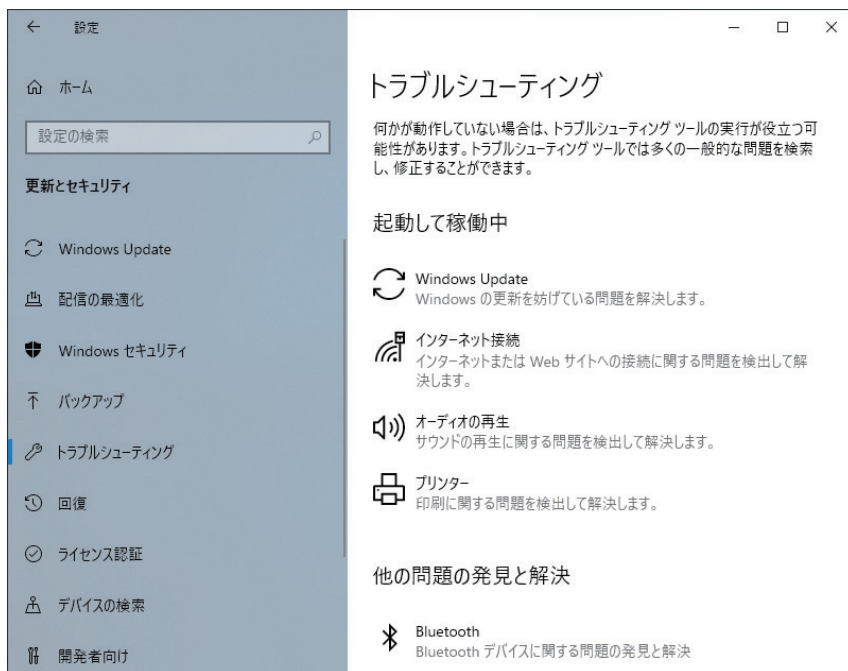 設定
ホーム
設定の検索
更新とセキュリティ
Windows Update
配信の最適化
Windows セキュリティ
バックアップ
トラブルシューティング
回復
ライセンス認証
デバイスの検索
開発者向け
トラブルシューティング
何かが動作していない場合は、トラブルシューティング ツールの実行が役立つ可
能性があります。トラブルシューティング ツールでは多くの一般的な問題を検索
し、修正することができます。
起動して稼働中
Windows Update
Windows の更新を妨げている問題を解決します。
インターネット接続
インターネットまたは Web サイトへの接続に関する問題を検出して解
決します。
オーディオの再生
サウンドの再生に関する問題を検出して解決します。
プリンター
印刷に関する問題を検出して解決します。
他の問題の発見と解決
Bluetooth
Bluetooth デバイスに関する問題の発見と解決